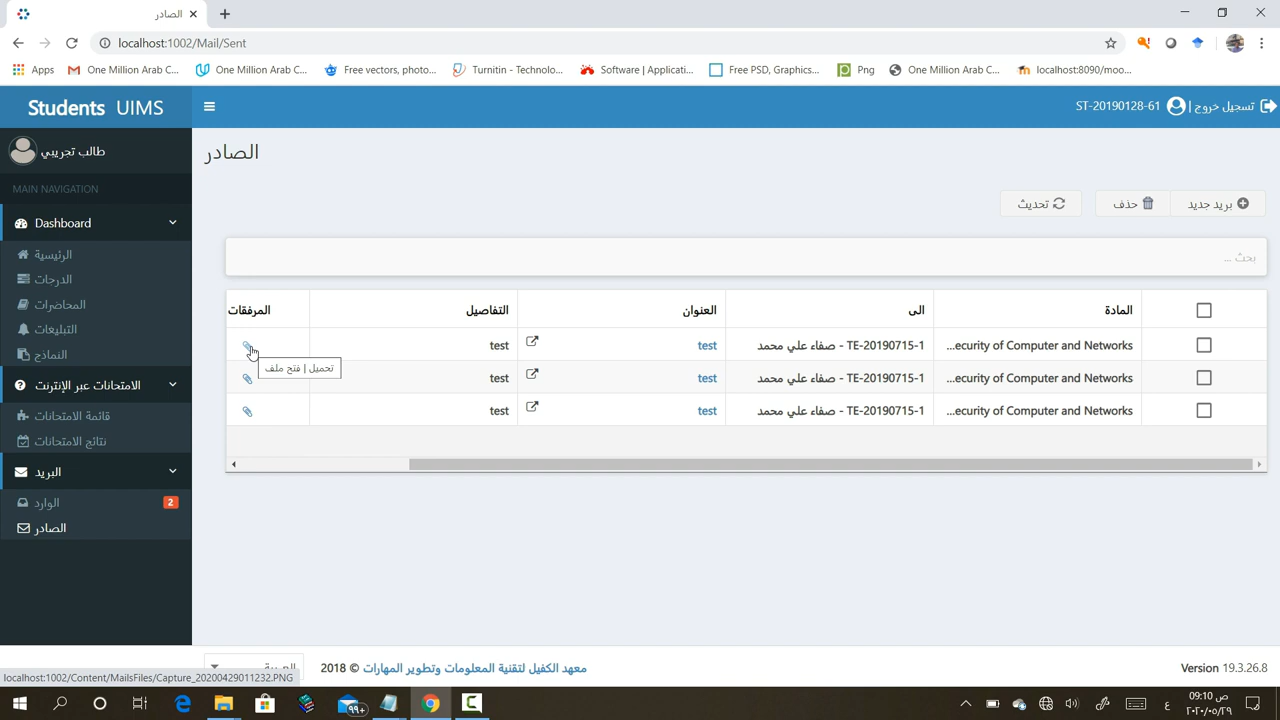 الصادر
localhost:1002/Mail/Sent
Apps
One Million Arab C...
One Million Arab C...
Free vectors, photo...
Turnitin - Technolo...
Software | Applicati...
Free PSD, Graphics...
Png
One Million Arab C...
localhost:8090/moo...
Students UIMS
ST-20190128-61
تسجيل خروج |
طالب تجريبي
MAIN NAVIGATION
Dashboard
الرئيسية
الدرجات
المحاضرات
التبليغات
النماذج
الامتحانات عبر الإنترنت
قائمة الامتحانات
نتائج الامتحانات
البريد
الوارد 2
الصادر
الصادر
بريد جديد
حذف
تحديث
بحث ...
المادة الى العنوان التفاصيل المرفقات
...ecurity of Computer and Networks TE-20190715-1 - صفاء علي محمد test test
تحميل | فتح ملف
...ecurity of Computer and Networks TE-20190715-1 - صفاء علي محمد test test
...ecurity of Computer and Networks TE-20190715-1 - صفاء علي محمد test test
العربية
معهد الكفيل لتقنية المعلومات وتطوير المهارات © 2018
Version 19.3.26.8
localhost:1002/Content/MailsFiles/Capture_20200429011232.PNG
99+
ع
09:10 ص
٢٠٢٠/٠٥/٢٩